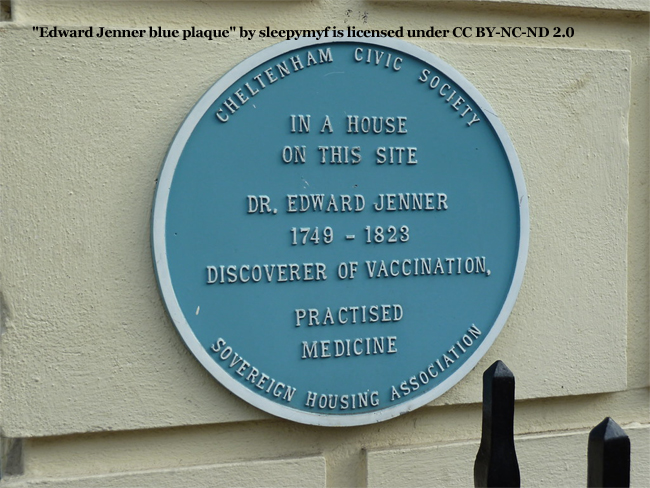 "Edward Jenner blue plaque" by sleepymyf is licensed under CC BY-NC-ND 2.0
CHELTENHAM CIVIC SOCIETY
IN A HOUSE
ON THIS SITE
DR. EDWARD JENNER
1749 - 1823
DISCOVERER OF VACCINATION,
PRACTISED
MEDICINE
SOVEREIGN HOUSING ASSOCIATION